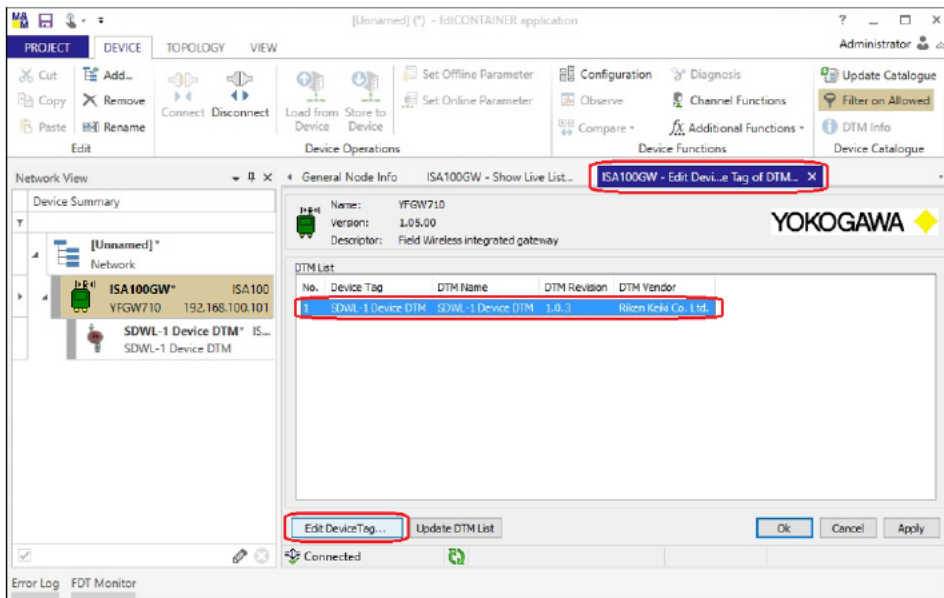 M&M
[Unnamed] (*) - fdtCONTAINER application
?
PROJECT DEVICE TOPOLOGY VIEW Administrator
Cut Add... Connect Disconnect Load from Device Store to Device Set Offline Parameter Configuration Diagnosis Update Catalogue
Copy Remove Set Online Parameter Observe Channel Functions Filter on Allowed
Paste Rename Compare Additional Functions DTM Info
Edit Device Operations Device Functions Device Catalogue
Network View
General Node Info ISA100GW - Show Live List... ISA100GW - Edit Devi...e Tag of DTM... X
Device Summary
[Unnamed]*
Network
ISA100GW* ISA100
YFGW710 192.168.100.101
SDWL-1 Device DTM* IS...
SDWL-1 Device DTM
Name: YFGW710
Version: 1.05.00
Descriptor: Field Wireless integrated gateway
YOKOGAWA
DTM List
No. Device Tag DTM Name DTM Revision DTM Vendor
1 SDWL-1 Device DTM SDWL-1 Device DTM 1.0.3 Riken Keiki Co. Ltd.
Edit DeviceTag... Update DTM List Ok Cancel Apply
Connected
Error Log FDT Monitor